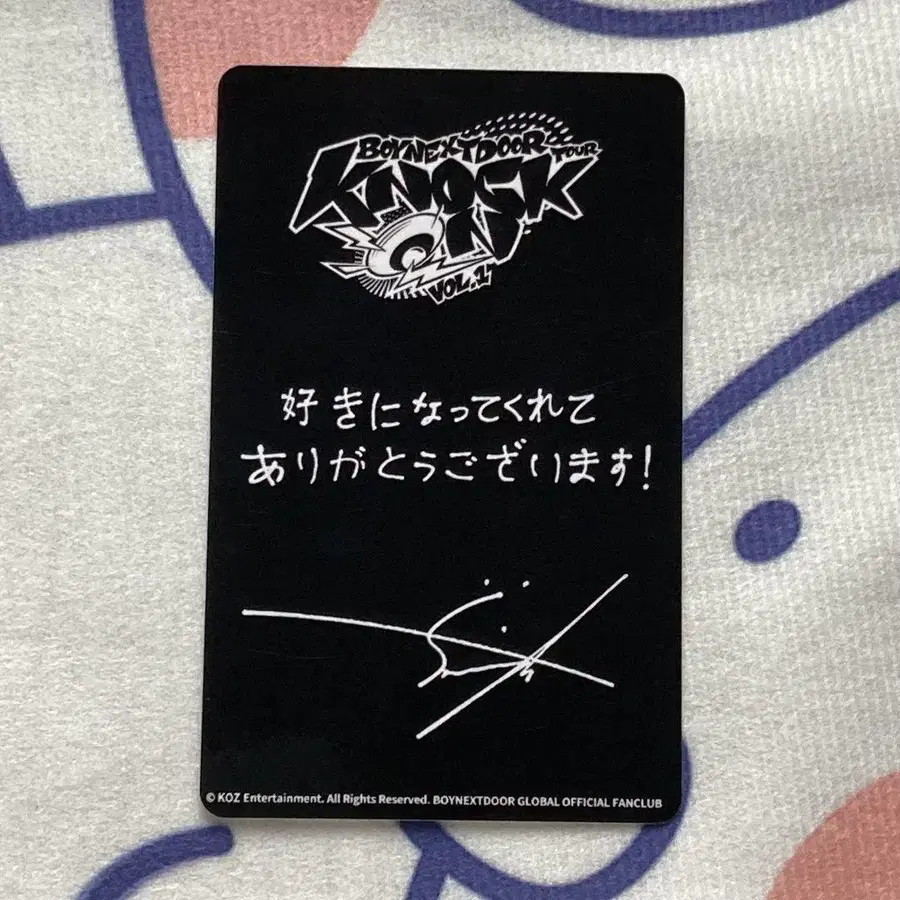 BOYNEXTDOOR TOUR
KNOCK ON
VOL.1
好きになってくれて
ありがとうございます!
© KOZ Entertainment. All Rights Reserved. BOYNEXTDOOR GLOBAL OFFICIAL FANCLUB